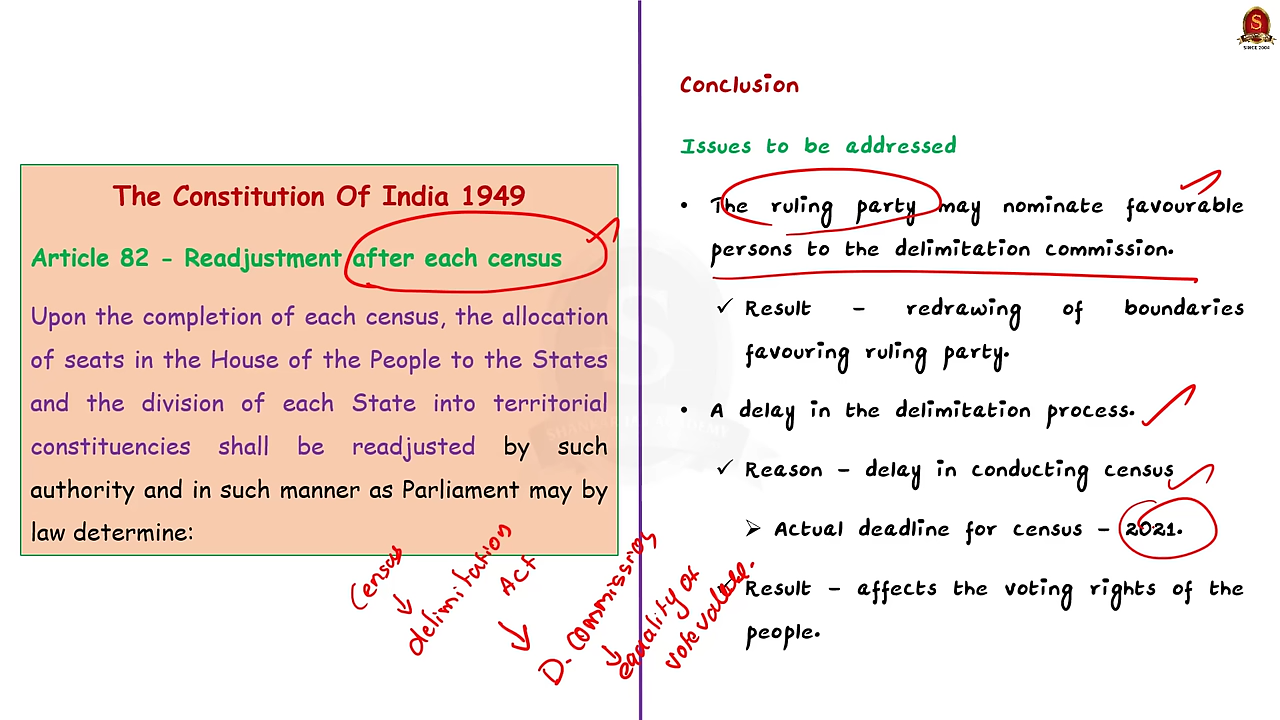 The Constitution Of India 1949
Article 82 - Readjustment after each census
Upon the completion of each census, the allocation
of seats in the House of the People to the States
and the division of each State into territorial
constituencies shall be readjusted by such
authority and in such manner as Parliament may by
law determine:
Census
delimitation
Act
D. Commission
equality of
vote value.
Conclusion
Issues to be addressed
• The ruling party may nominate favourable
persons to the delimitation commission.
✓ Result – redrawing of boundaries
favouring ruling party.
• A delay in the delimitation process.
✓ Reason – delay in conducting census
➢ Actual deadline for census – 2021.
✓ Result – affects the voting rights of the
people.
S
SINCE 2004